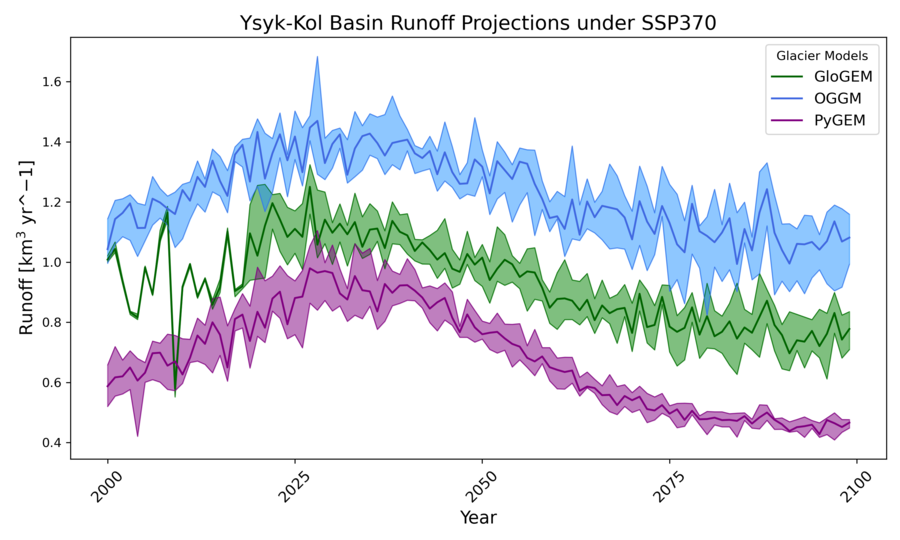 Ysyk-Kol Basin Runoff Projections under SSP370
Glacier Models
GloGEM
OGGM
PyGEM
Runoff [km³ yr^−1]
1.6
1.4
1.2
1.0
0.8
0.6
0.4
2000
2025
2050
2075
2100
Year